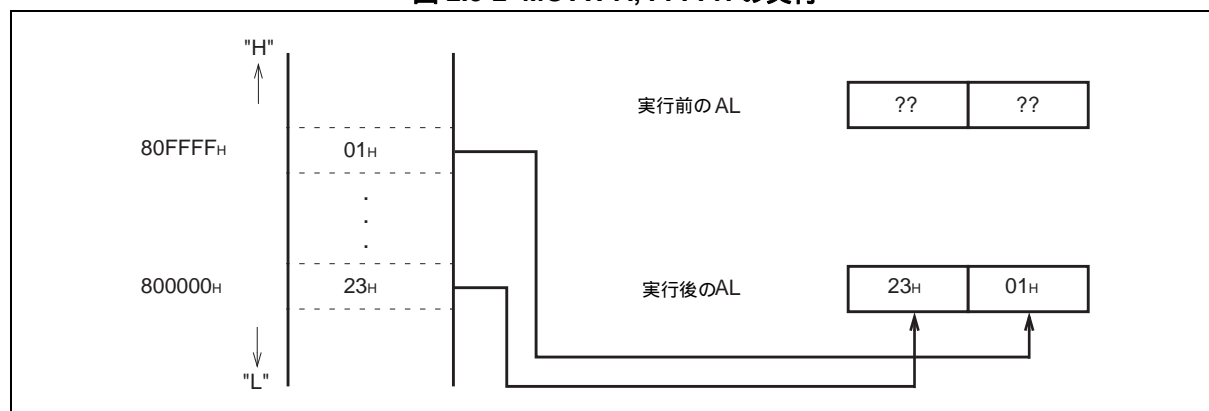 "H"
実行前の AL ?? ??
80FFFFH 01H
800000H 23H 実行後のAL 23H 01H
"L"